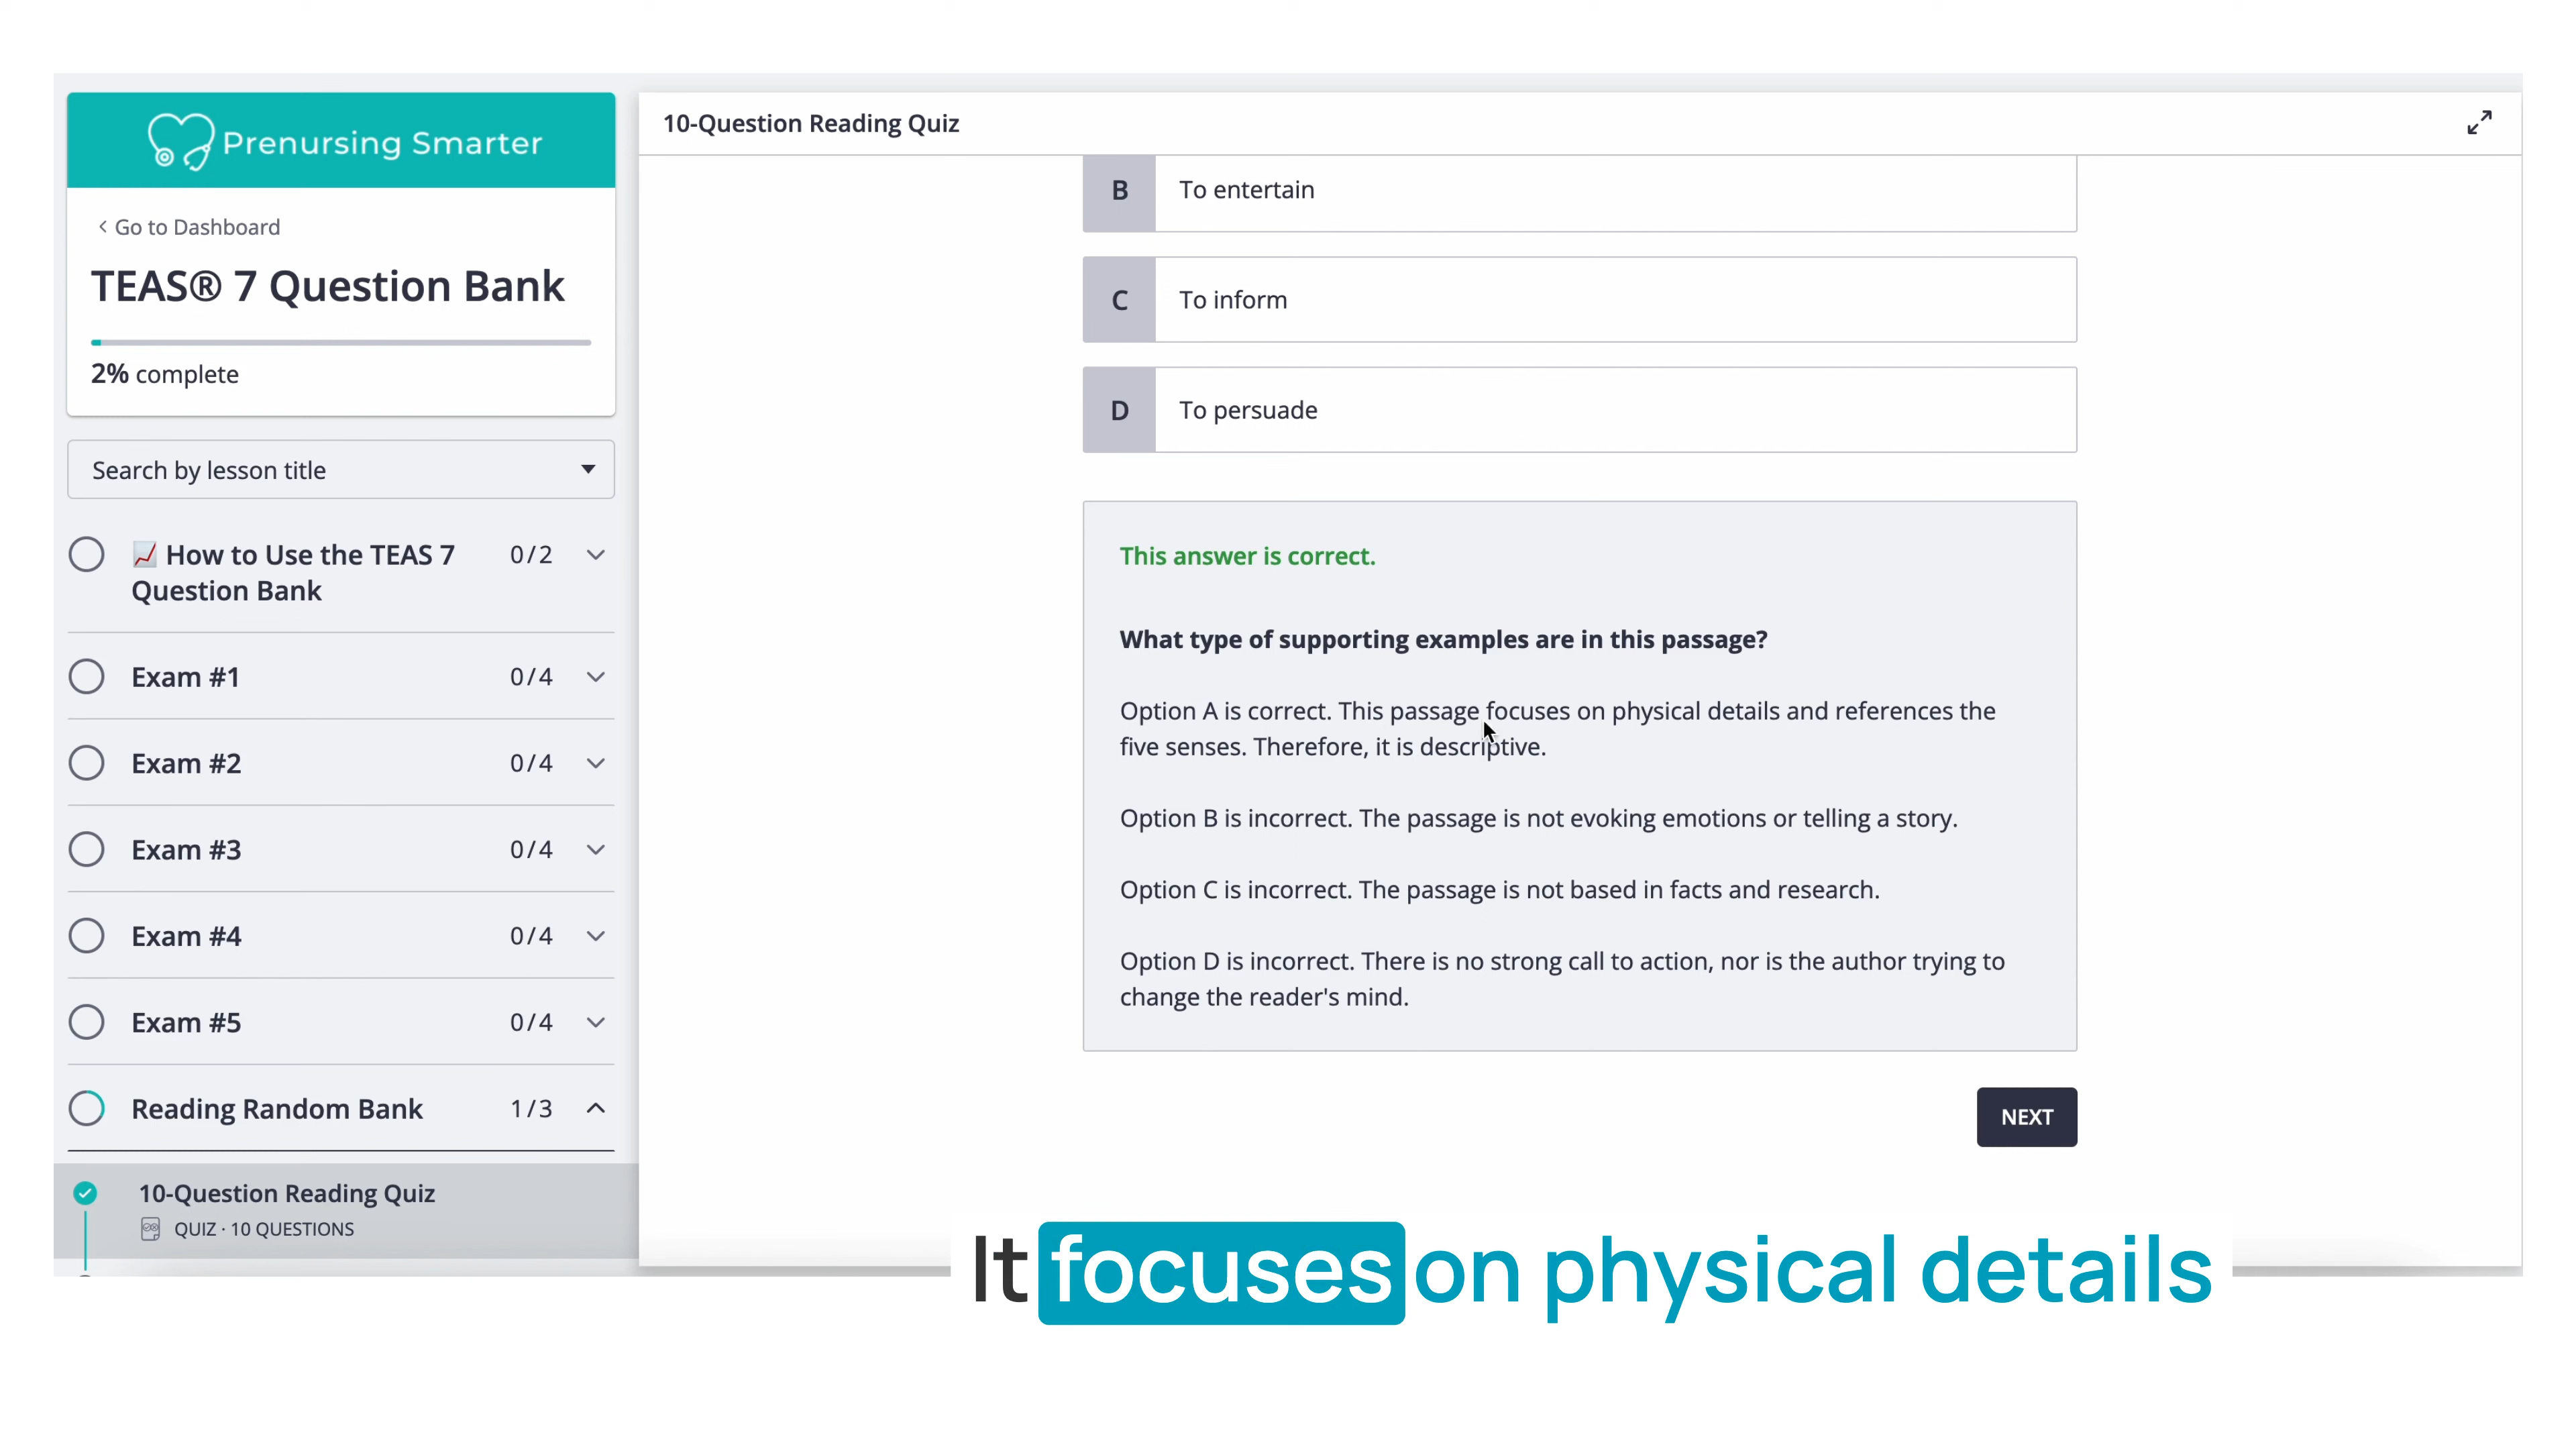 Prenursing Smarter
Go to Dashboard
TEAS® 7 Question Bank
2% complete
Search by lesson title
How to Use the TEAS 7 0/2
Question Bank
Exam #1 0/4
Exam #2 0/4
Exam #3 0/4
Exam #4 0/4
Exam #5 0/4
Reading Random Bank 1/3
10-Question Reading Quiz
QUIZ · 10 QUESTIONS
10-Question Reading Quiz
B To entertain
C To inform
D To persuade
This answer is correct.
What type of supporting examples are in this passage?
Option A is correct. This passage focuses on physical details and references the
five senses. Therefore, it is descriptive.
Option B is incorrect. The passage is not evoking emotions or telling a story.
Option C is incorrect. The passage is not based in facts and research.
Option D is incorrect. There is no strong call to action, nor is the author trying to
change the reader's mind.
NEXT
It focuses on physical details